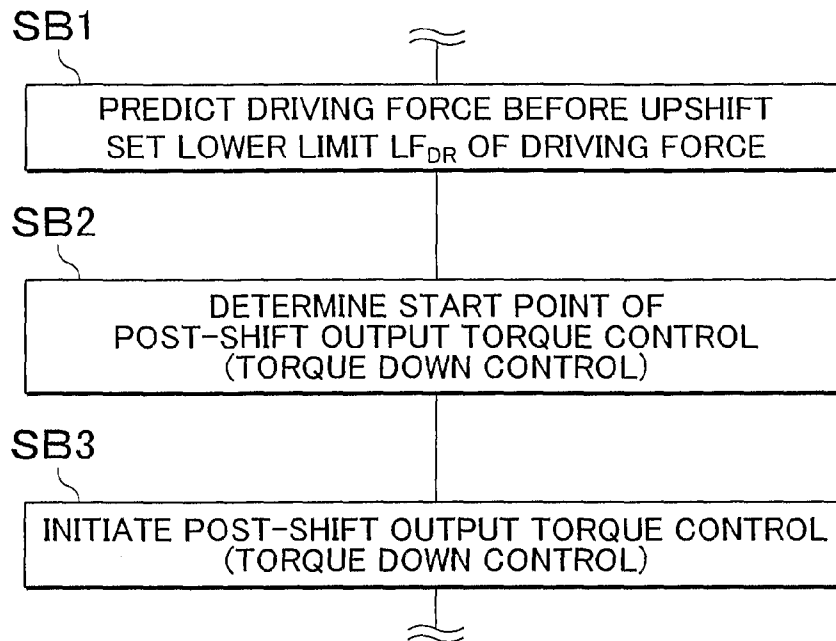 SB1
PREDICT DRIVING FORCE BEFORE UPSHIFT
SET LOWER LIMIT LF_DR OF DRIVING FORCE
SB2
DETERMINE START POINT OF
POST-SHIFT OUTPUT TORQUE CONTROL
(TORQUE DOWN CONTROL)
SB3
INITIATE POST-SHIFT OUTPUT TORQUE CONTROL
(TORQUE DOWN CONTROL)